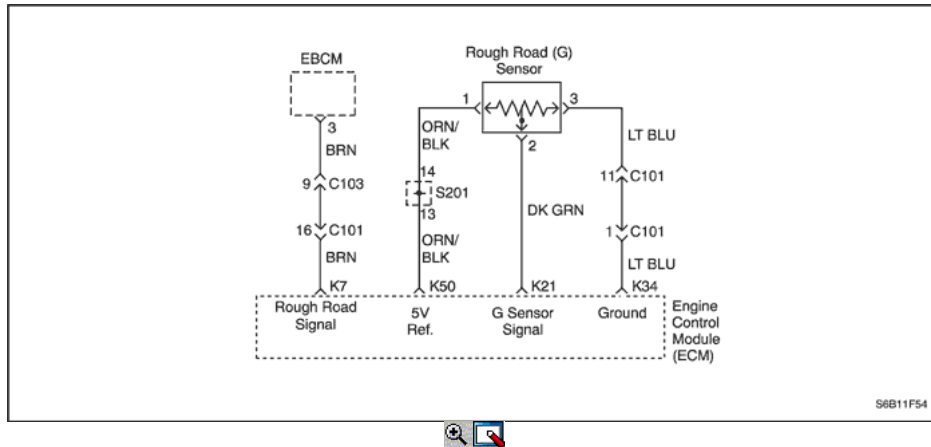 Rough Road (G)
Sensor
EBCM
1
3
3
2
ORN/
BLK
LT BLU
BRN
14
S201
13
9 C103
11 C101
DK GRN
16 C101
1 C101
ORN/
BLK
BRN
LT BLU
K7
K50
K21
K34
Rough Road
Signal
5V
Ref.
G Sensor
Signal
Ground
Engine
Control
Module
(ECM)
S6B11F54